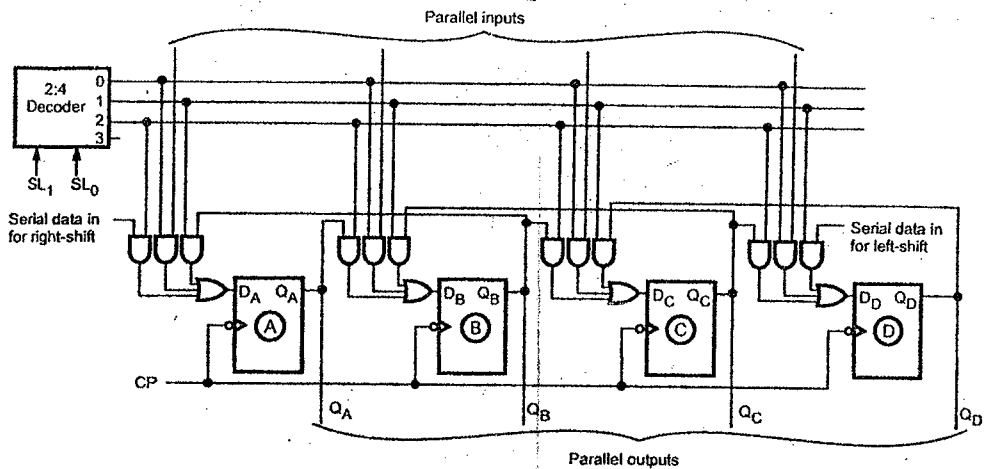 Parallel inputs
2:4
Decoder
0
1
2
3
SL1 SL0
Serial data in
for right-shift
Serial data in
for left-shift
DA QA
A
DB QB
B
DC QC
C
DD QD
D
CP
QA
QB
QC
QD
Parallel outputs